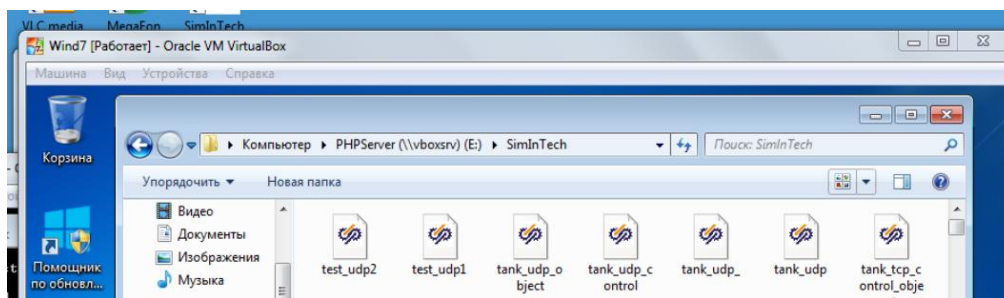 VLC media MegaFon SimInTech
Wind7 [Работает] - Oracle VM VirtualBox
Машина Вид Устройства Справка
Корзина
Компьютер PHPServer (\\vboxsrv) (E:) SimInTech
Поиск: SimInTech
Упорядочить Новая папка
Видео
Документы
Изображения
Музыка
Помощник
по обновл...
test_udp2 test_udp1 tank_udp_o tank_udp_c tank_udp_ tank_udp tank_tcp_c
bject ontrol ontrol_obje